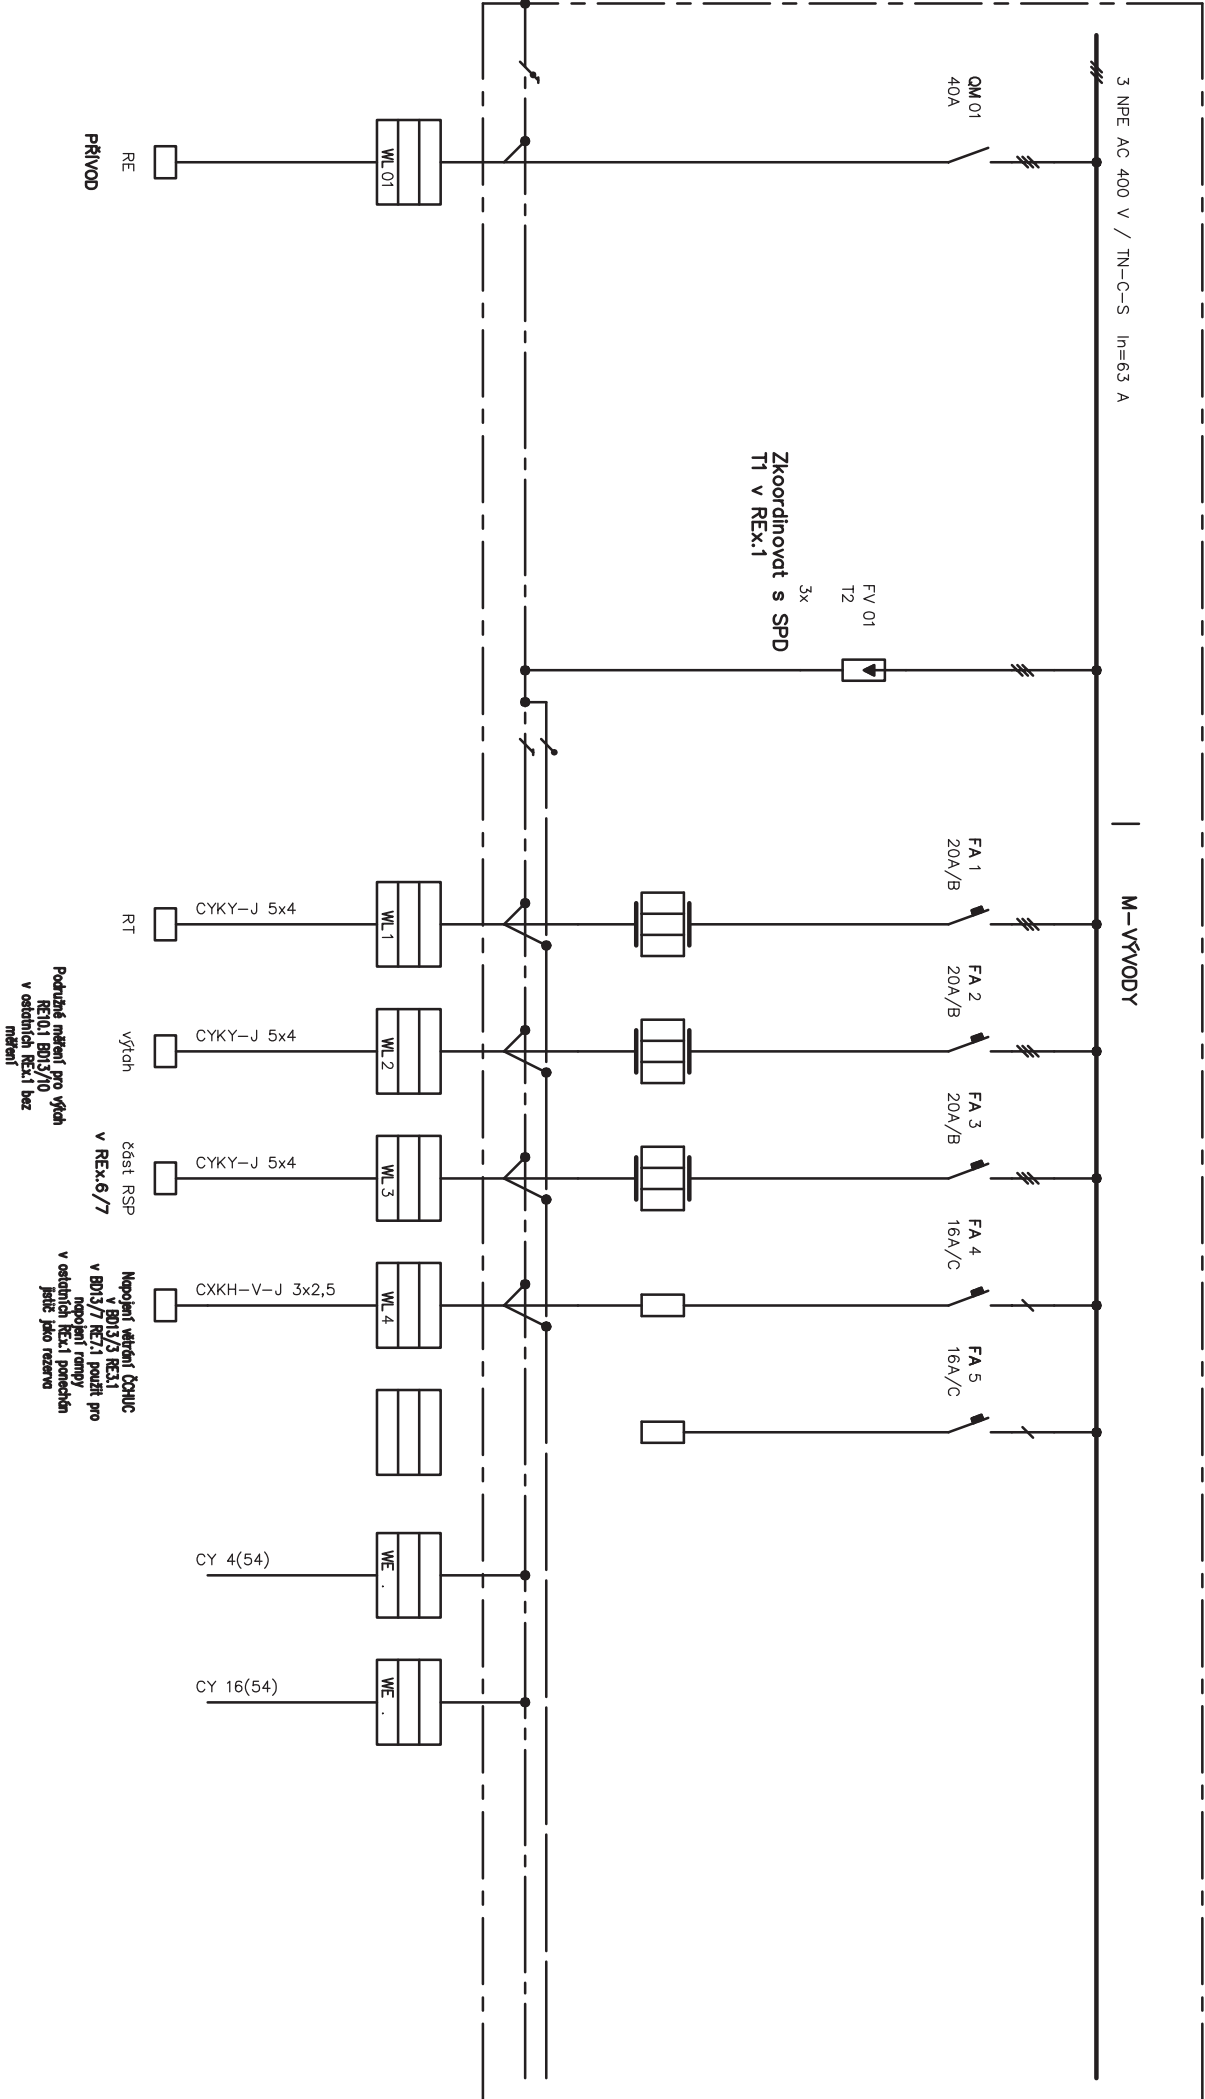 3 NPE AC 400 V / TN-C-S In=63 A
M-VÝVODY
QM 01
40A
FV 01
T2
3x
Zkoordinovat s SPD
T1 v REx.1
FA 1
20A/B
FA 2
20A/B
FA 3
20A/B
FA 4
16A/C
FA 5
16A/C
WL 01
WL 1
WL 2
WL 3
WL 4
WE .
WE .
CYKY-J 5x4
CYKY-J 5x4
CYKY-J 5x4
CXKH-V-J 3x2,5
CY 4(54)
CY 16(54)
RE
PŘÍVOD
RT
výtah
Podružné měření pro výtah
RE10.1 BD13/10
v ostatních REx.1 bez
měření
část RSP
v REx.6/7
Napojení větrání ČCHUC
v BD13/3 RE3.1
v BD13/7 RE7.1 použít pro
napojení rampy
v ostatních REx.1 ponechán
jistič jako rezerva